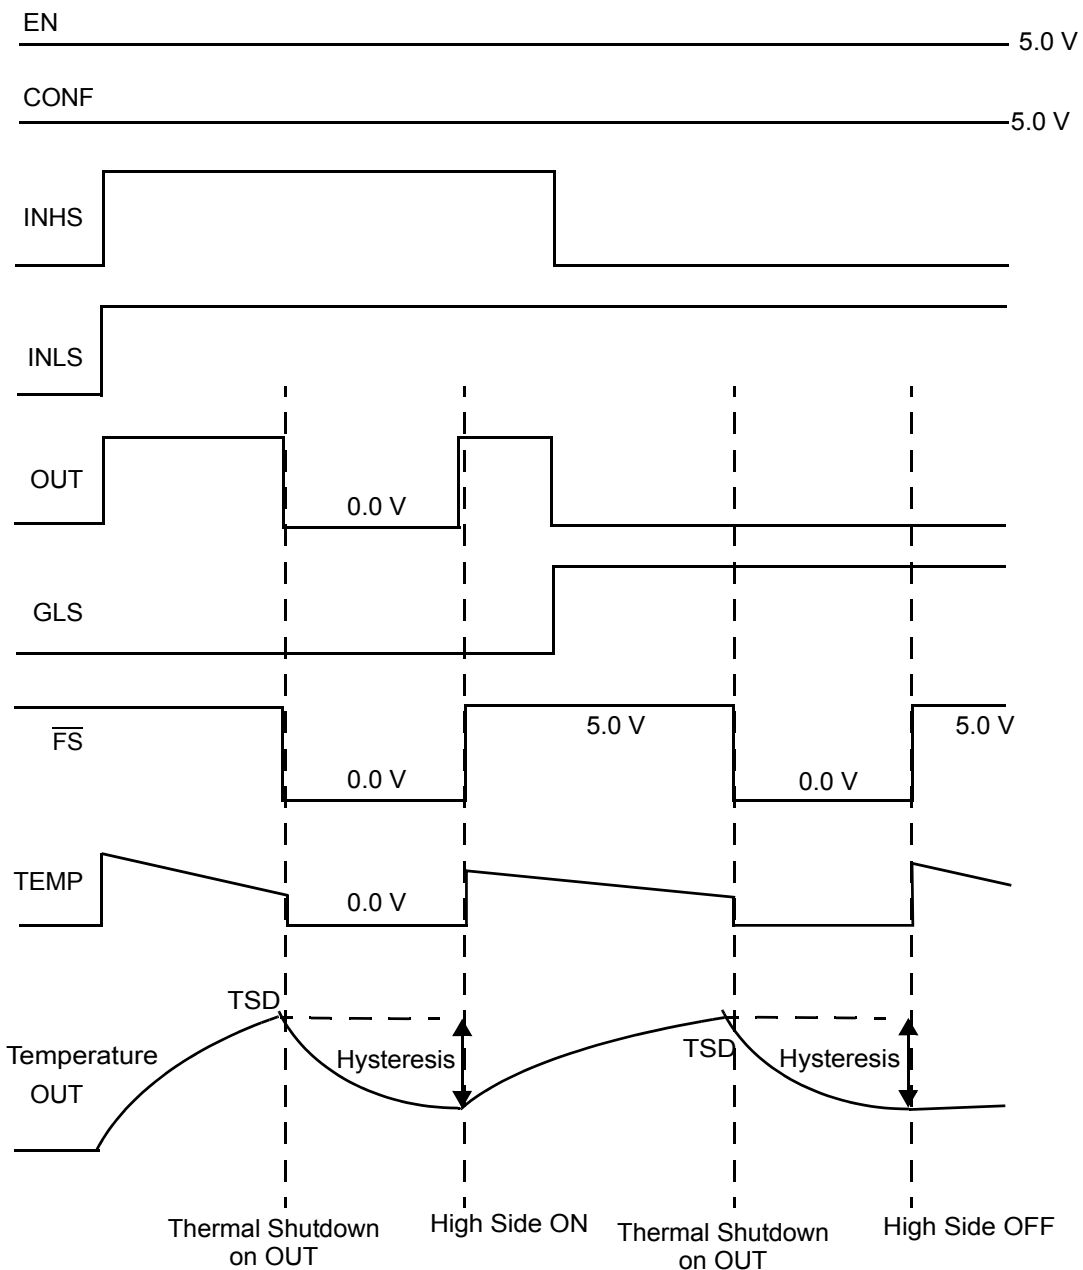 EN
5.0 V
CONF
5.0 V
INHS
INLS
OUT
0.0 V
GLS
FS
5.0 V
5.0 V
0.0 V
0.0 V
TEMP
0.0 V
TSD
Temperature
OUT
Hysteresis
TSD
Hysteresis
Thermal Shutdown
on OUT
High Side ON
Thermal Shutdown
on OUT
High Side OFF